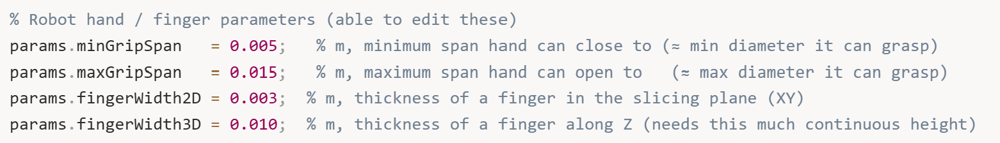 % Robot hand / finger parameters (able to edit these)
params.minGripSpan   = 0.005;   % m, minimum span hand can close to (≈ min diameter it can grasp)
params.maxGripSpan   = 0.015;   % m, maximum span hand can open to   (≈ max diameter it can grasp)
params.fingerWidth2D = 0.003;  % m, thickness of a finger in the slicing plane (XY)
params.fingerWidth3D = 0.010;  % m, thickness of a finger along Z (needs this much continuous height)